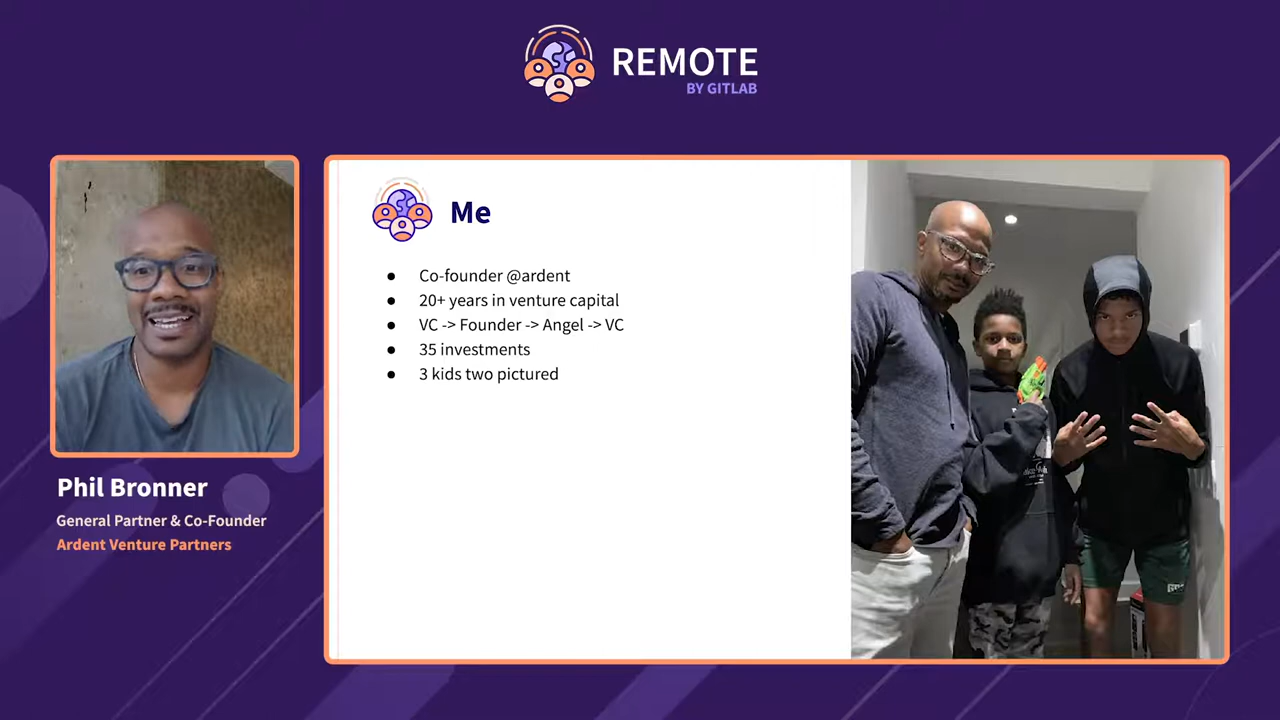 REMOTE
BY GITLAB
Me
● Co-founder @ardent
● 20+ years in venture capital
● VC -> Founder -> Angel -> VC
● 35 investments
● 3 kids two pictured
Phil Bronner
General Partner & Co-Founder
Ardent Venture Partners